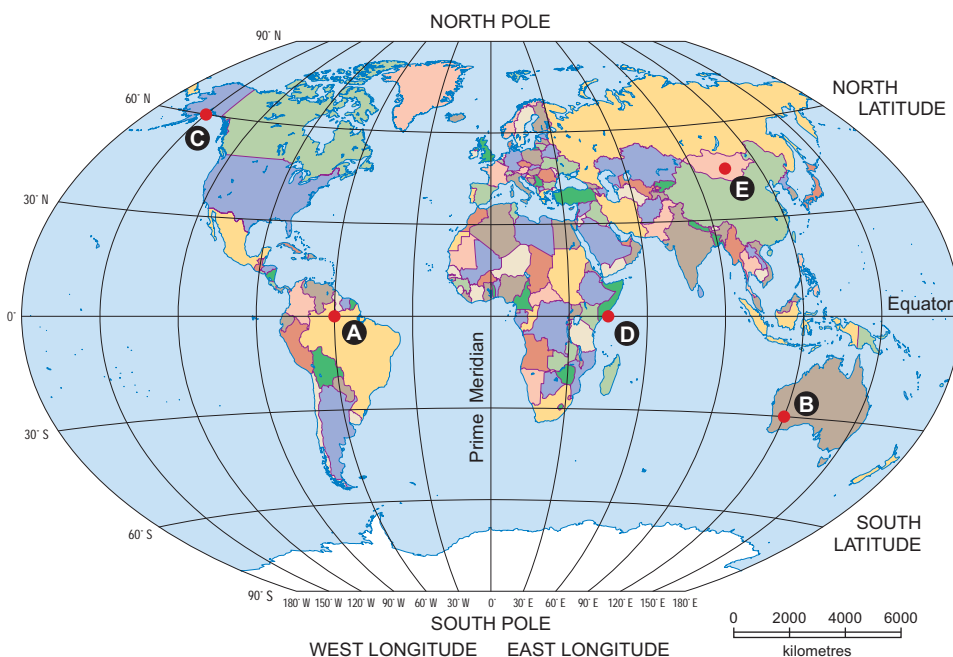 NORTH POLE
90° N
NORTH
LATITUDE
60° N
C
E
30° N
Equator
0°
A
D
Prime Meridian
B
30° S
60° S
SOUTH
LATITUDE
90° S
180° W 150° W 120° W 90° W 60° W 30° W 0° 30 E 60 E 90 E 120 E 150 E 180 E
SOUTH POLE
WEST LONGITUDE EAST LONGITUDE
0 2000 4000 6000
kilometres